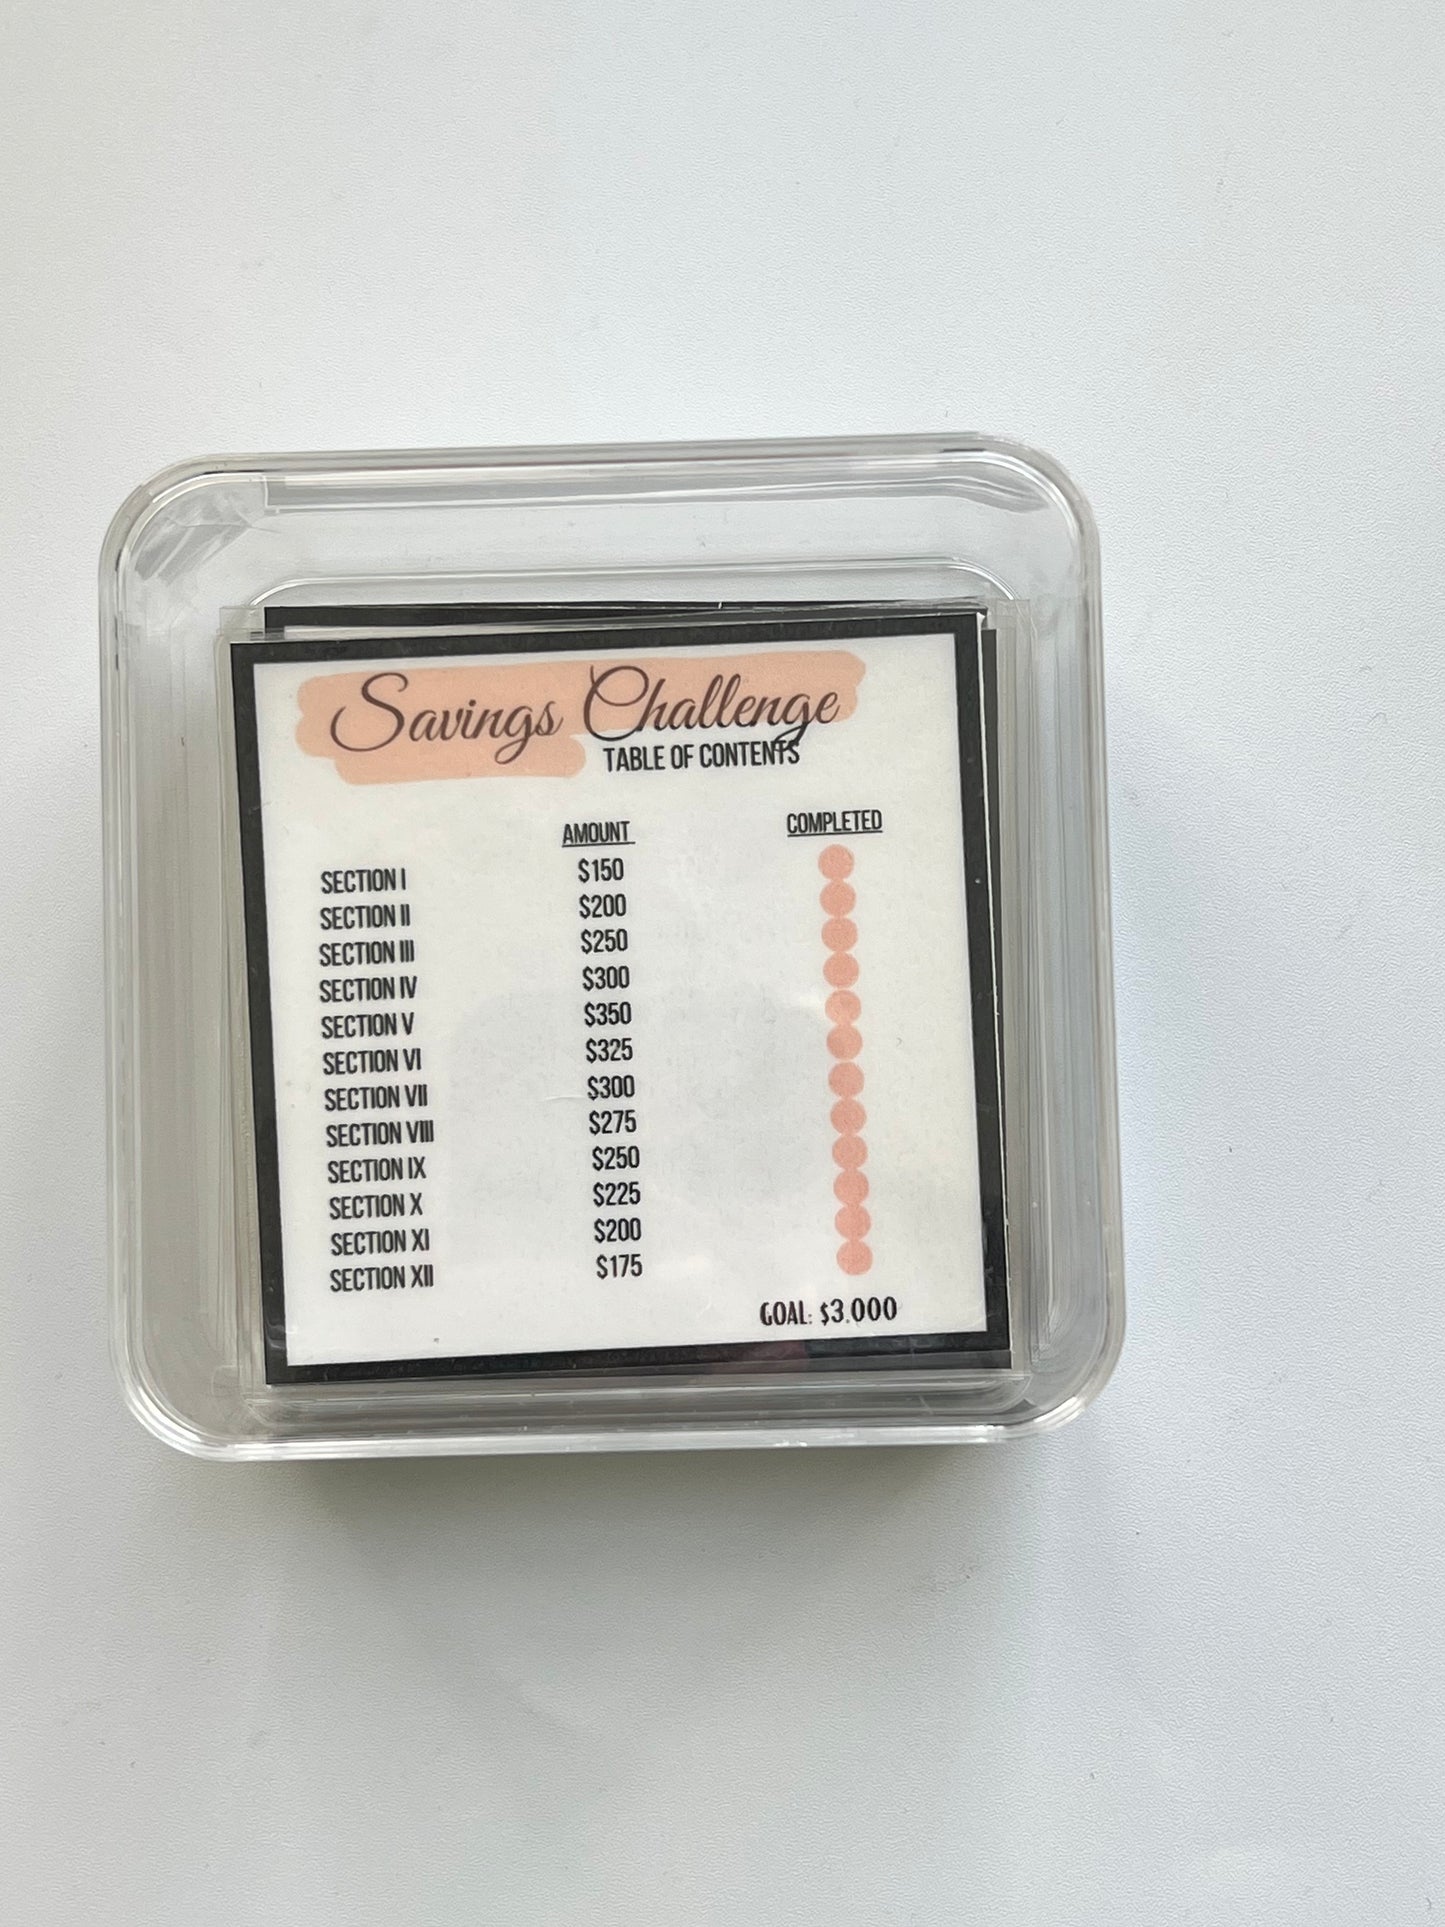 Savings Challenge
TABLE OF CONTENTS
AMOUNT COMPLETED
SECTION I $150
SECTION II $200
SECTION III $250
SECTION IV $300
SECTION V $350
SECTION VI $325
SECTION VII $300
SECTION VIII $275
SECTION IX $250
SECTION X $225
SECTION XI $200
SECTION XII $175
GOAL: $3,000